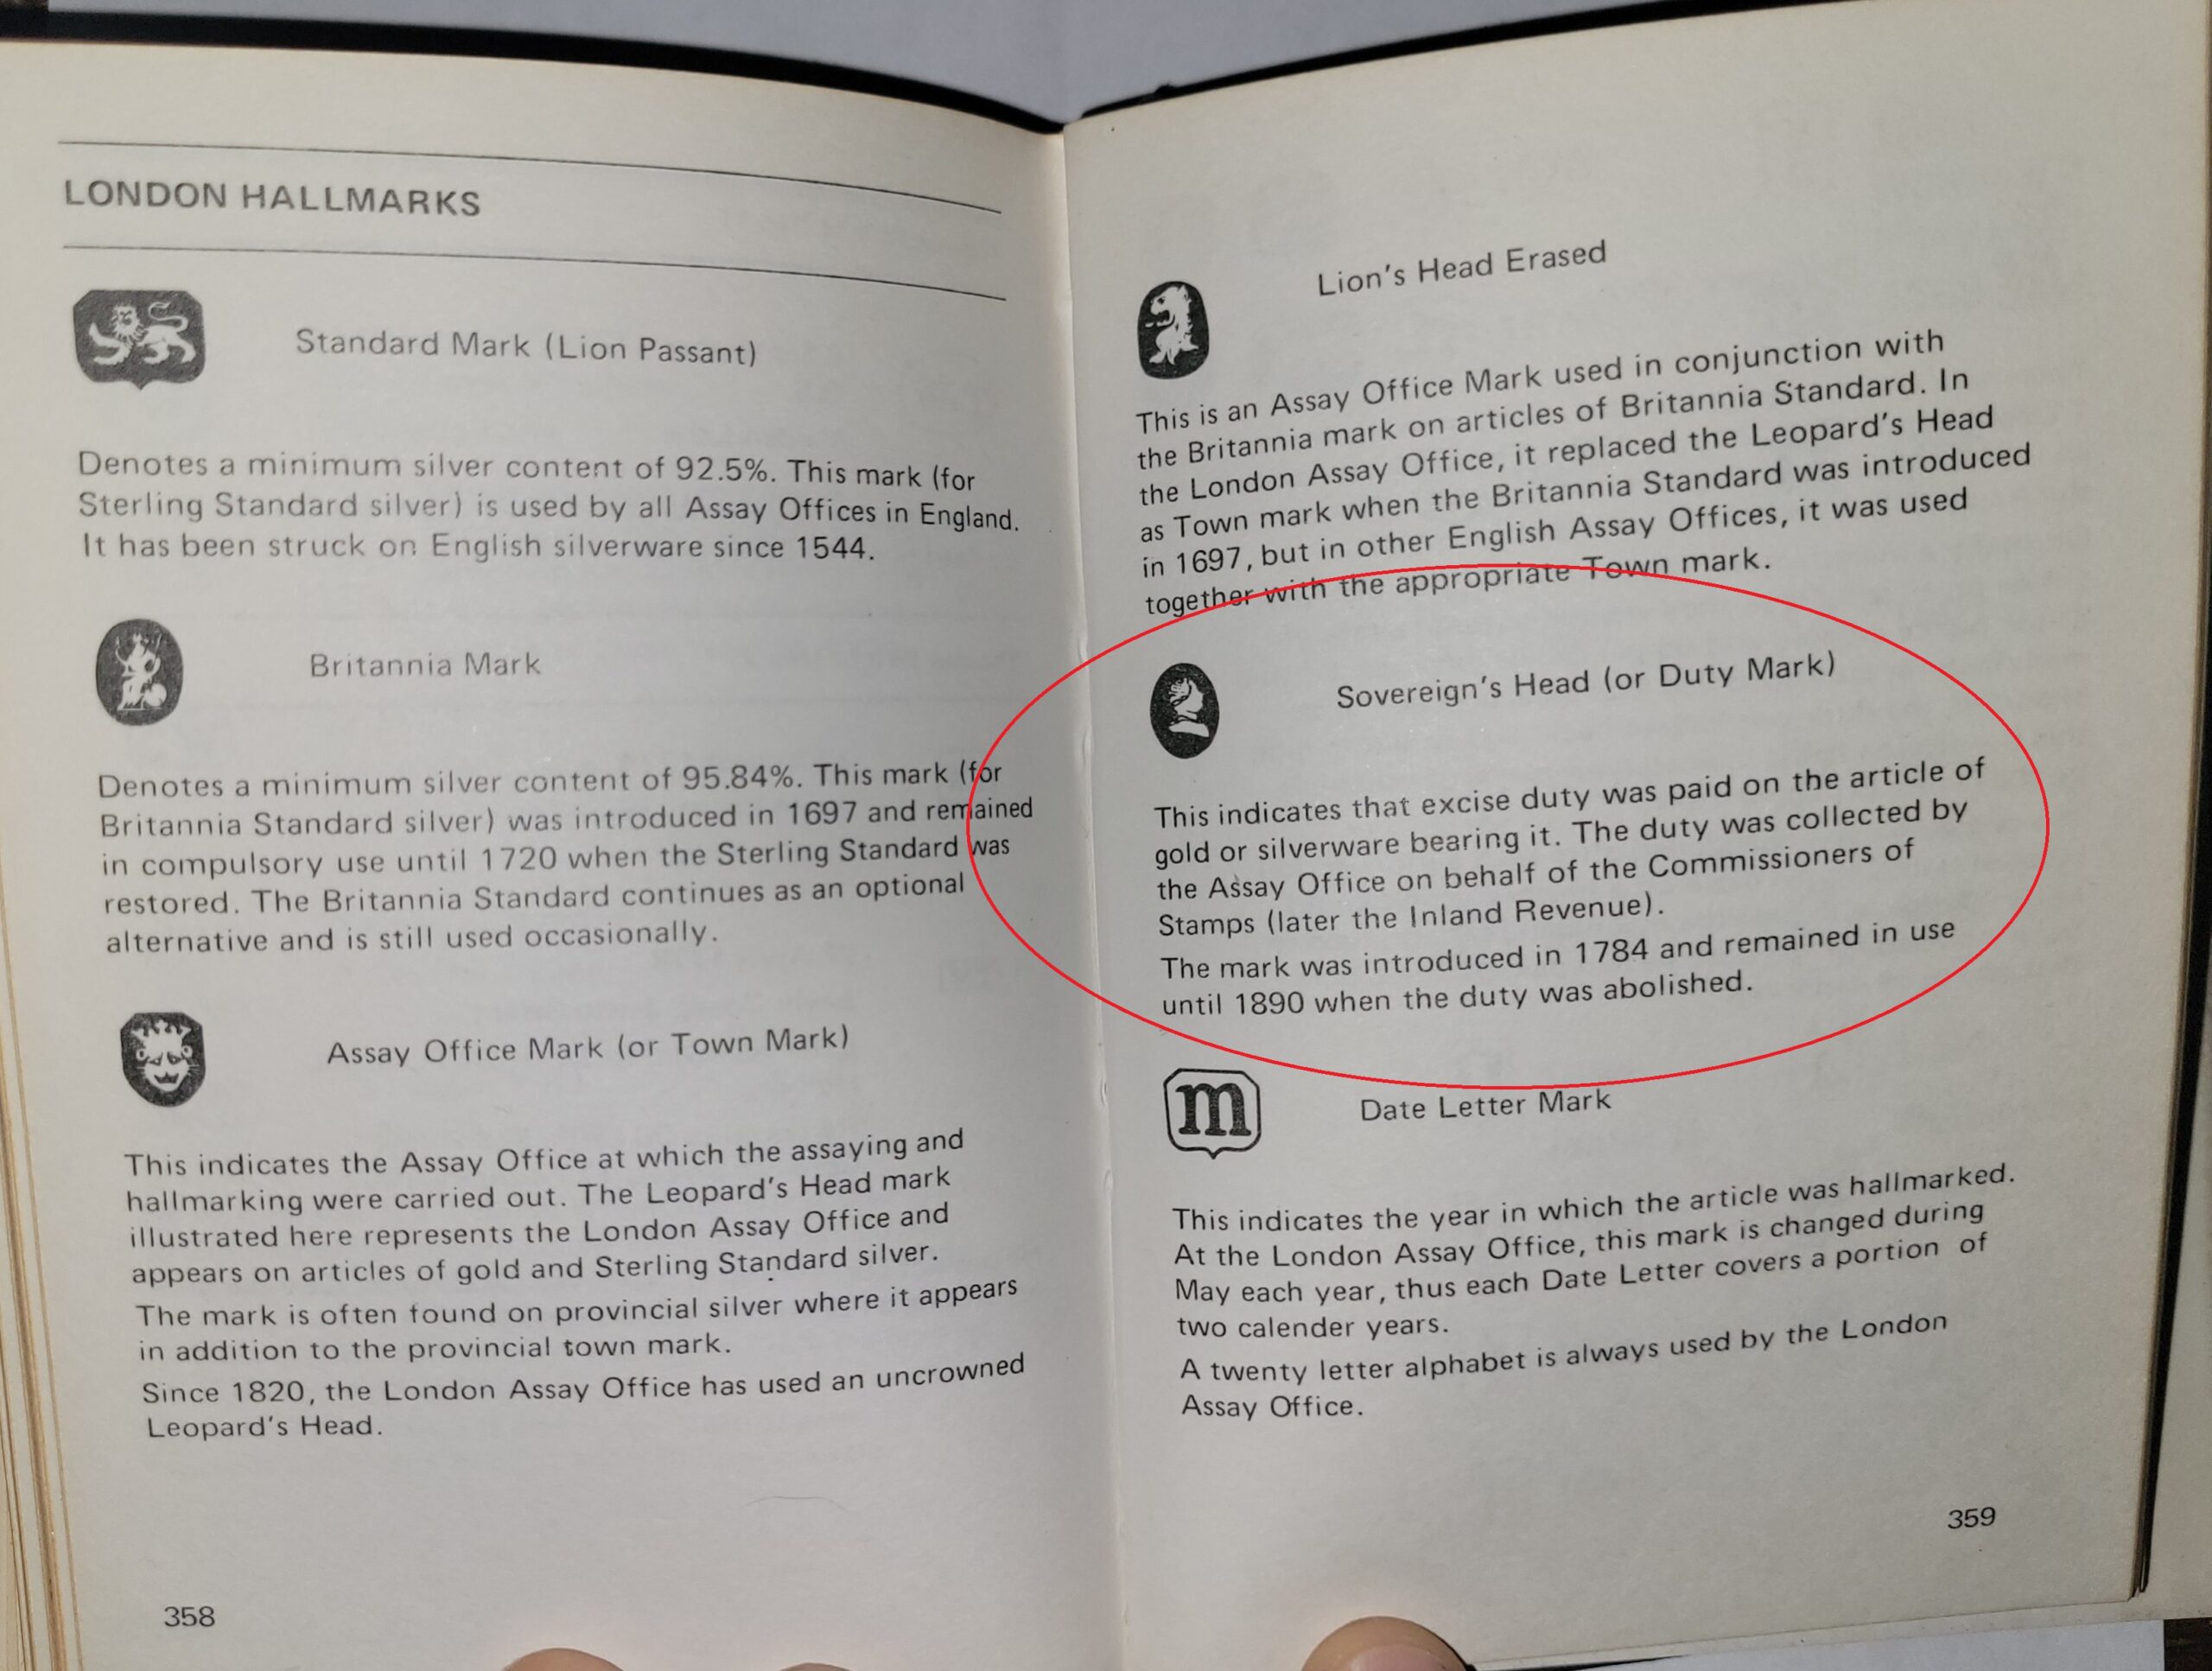 LONDON HALLMARKS
Standard Mark (Lion Passant)
Denotes a minimum silver content of 92.5%. This mark (for
Sterling Standard silver) is used by all Assay Offices in England.
It has been struck on English silverware since 1544.
Britannia Mark
Denotes a minimum silver content of 95.84%. This mark (for
Britannia Standard silver) was introduced in 1697 and remained
in compulsory use until 1720 when the Sterling Standard was
restored. The Britannia Standard continues as an optional
alternative and is still used occasionally.
Assay Office Mark (or Town Mark)
This indicates the Assay Office at which the assaying and
hallmarking were carried out. The Leopard's Head mark
illustrated here represents the London Assay Office and
appears on articles of gold and Sterling Standard silver.
The mark is often found on provincial silver where it appears
in addition to the provincial town mark.
Since 1820, the London Assay Office has used an uncrowned
Leopard's Head.
358
Lion's Head Erased
This is an Assay Office Mark used in conjunction with
the Britannia mark on articles of Britannia Standard. In
the London Assay Office, it replaced the Leopard's Head
as Town mark when the Britannia Standard was introduced
in 1697, but in other English Assay Offices, it was used
together with the appropriate Town mark.
Sovereign's Head (or Duty Mark)
This indicates that excise duty was paid on the article of
gold or silverware bearing it. The duty was collected by
the Assay Office on behalf of the Commissioners of
Stamps (later the Inland Revenue).
The mark was introduced in 1784 and remained in use
until 1890 when the duty was abolished.
m
Date Letter Mark
This indicates the year in which the article was hallmarked.
At the London Assay Office, this mark is changed during
May each year, thus each Date Letter covers a portion of
two calender years.
A twenty letter alphabet is always used by the London
Assay Office.
359